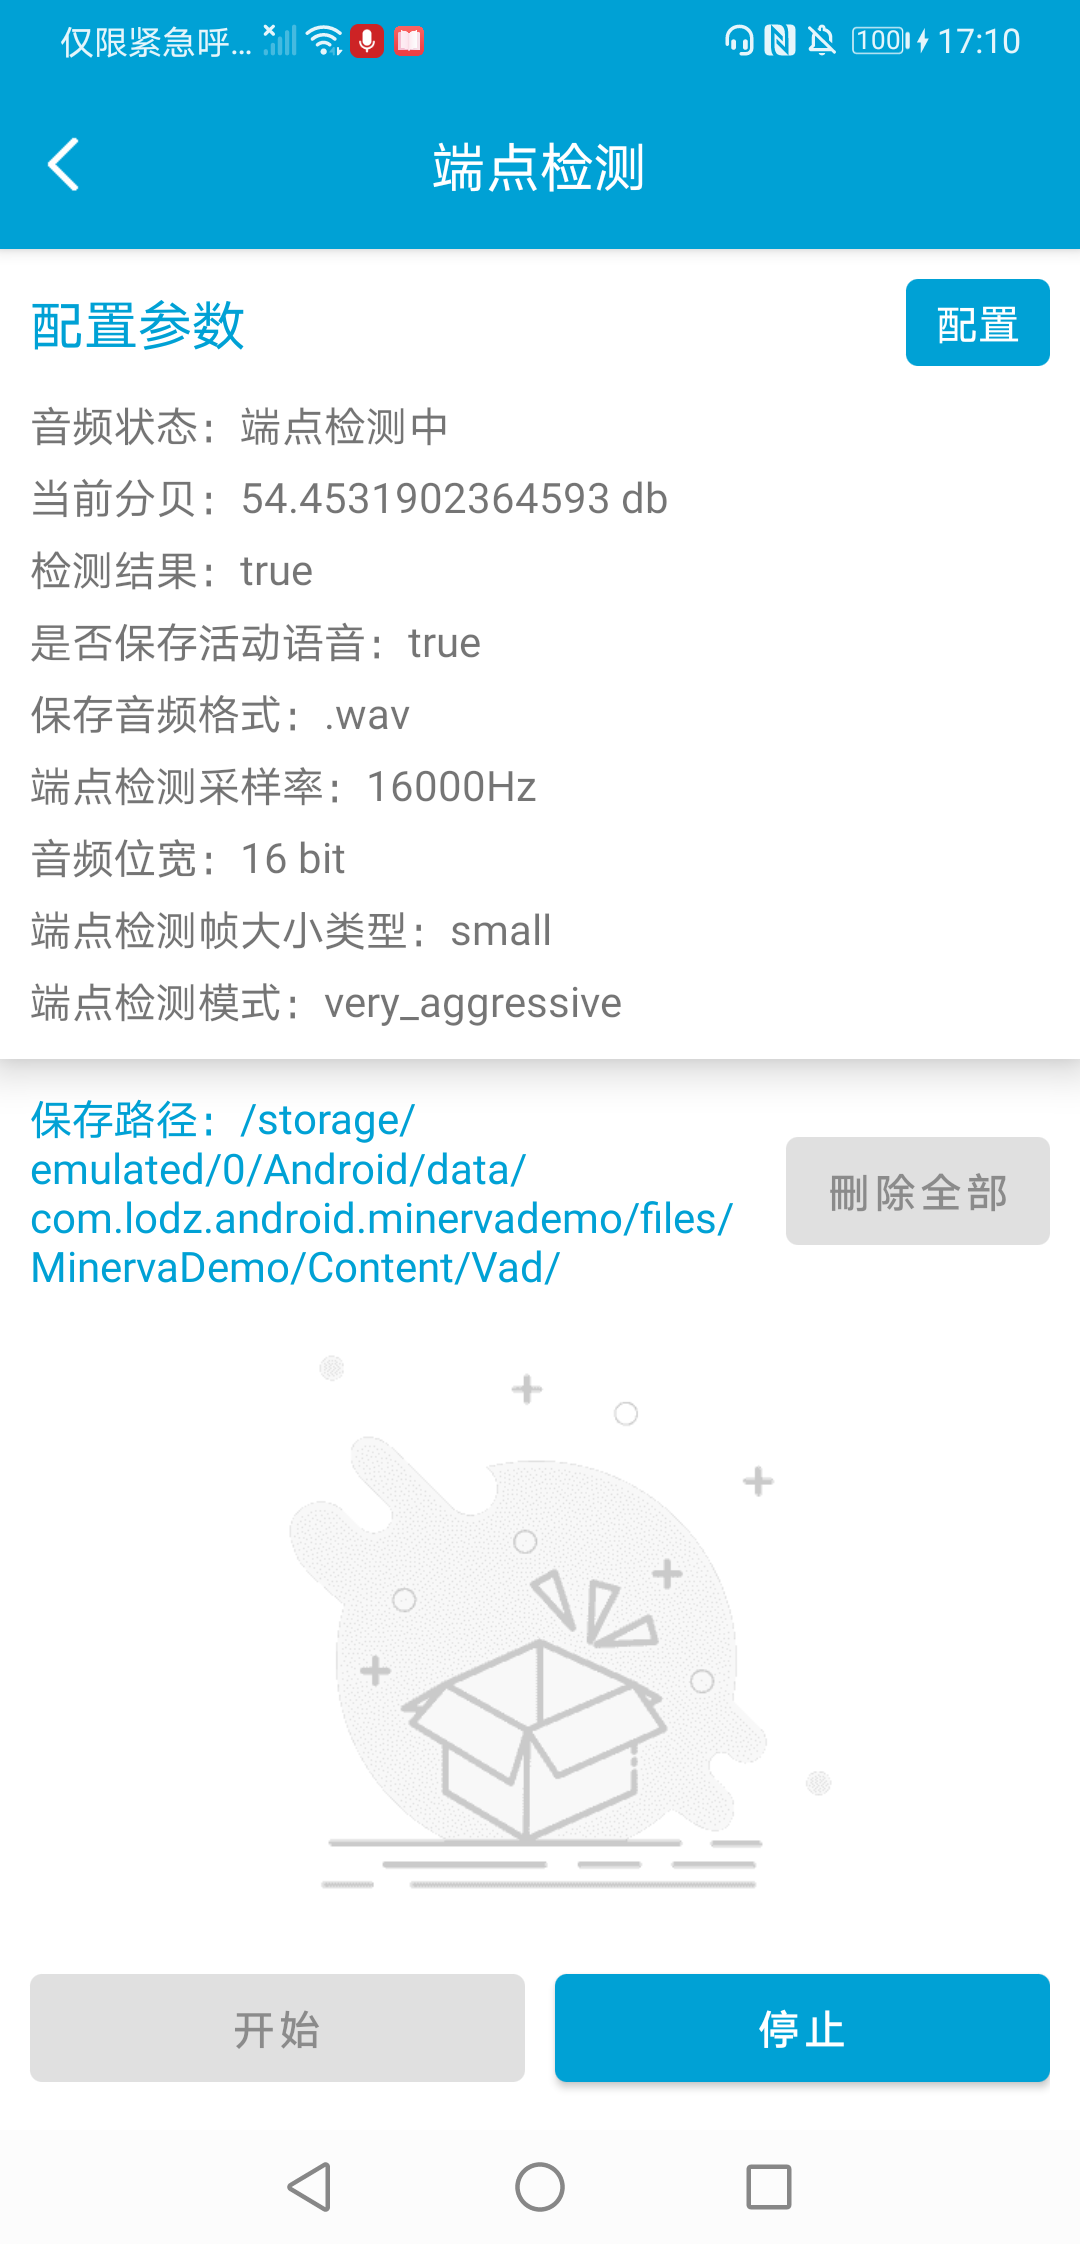 仅限紧急呼... 100 17:10
端点检测
配置参数 配置
音频状态：端点检测中
当前分贝：54.4531902364593 db
检测结果：true
是否保存活动语音：true
保存音频格式：.wav
端点检测采样率：16000Hz
音频位宽：16 bit
端点检测帧大小类型：small
端点检测模式：very_aggressive
保存路径：/storage/
emulated/0/Android/data/
com.lodz.android.minervademo/files/
MinervaDemo/Content/Vad/
删除全部
开始 停止